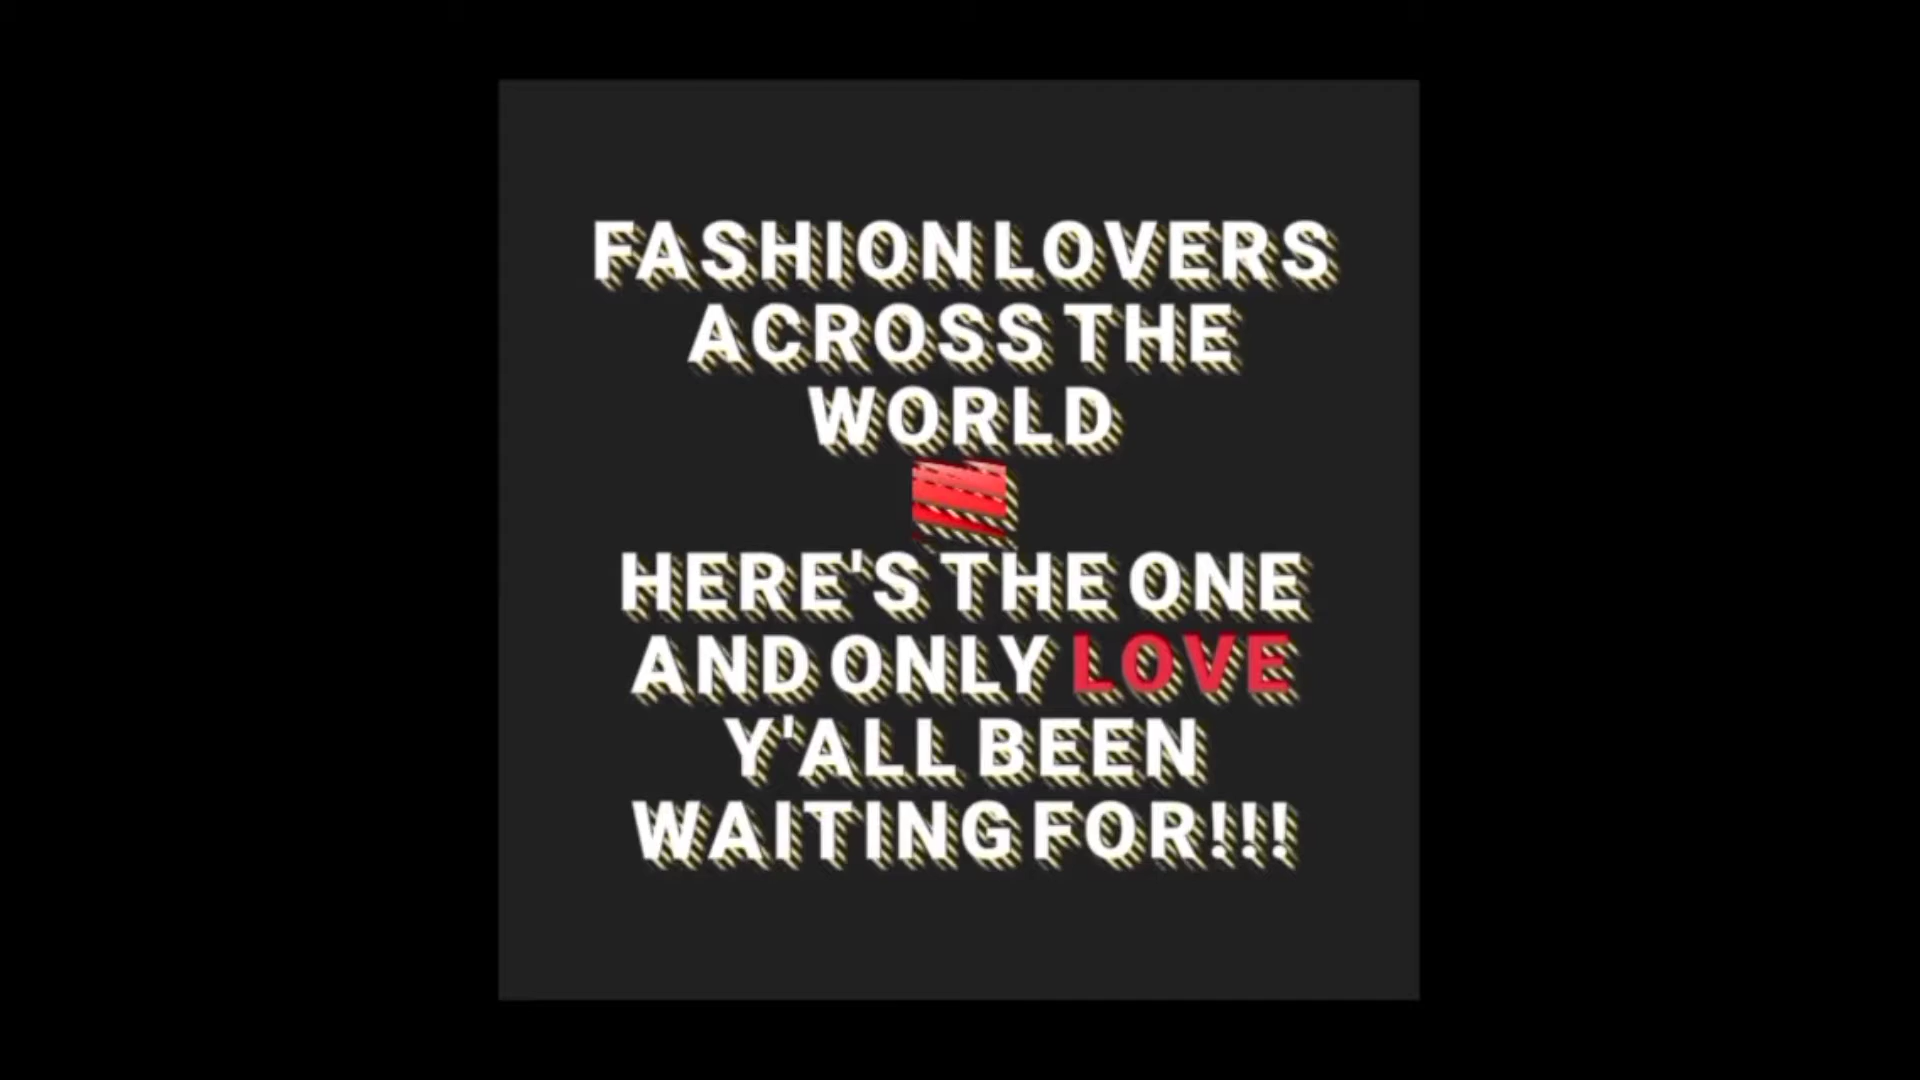 FASHION LOVERS
ACROSS THE
WORLD
HERE'S THE ONE
AND ONLY LOVE
Y'ALL BEEN
WAITING FOR!!!